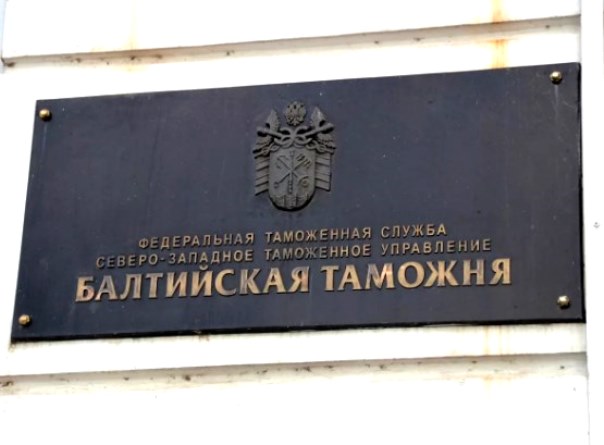 ФЕДЕРАЛЬНАЯ ТАМОЖЕННАЯ СЛУЖБА
СЕВЕРО-ЗАПАДНОЕ ТАМОЖЕННОЕ УПРАВЛЕНИЕ
БАЛТИЙСКАЯ ТАМОЖНЯ